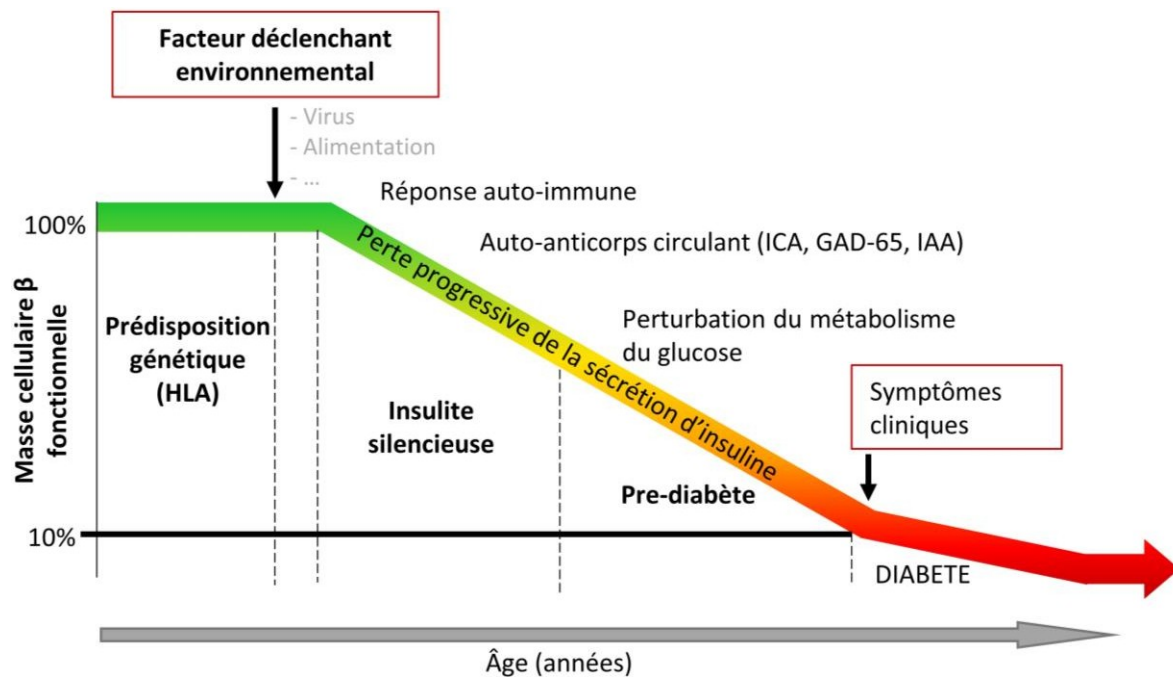 Facteur déclenchant
environnemental
- Virus
- Alimentation
- ...
Réponse auto-immune
100%
Auto-anticorps circulant (ICA, GAD-65, IAA)
Perte progressive de la sécrétion d’insuline
Masse cellulaire β
fonctionnelle
Prédisposition
génétique
(HLA)
Perturbation du métabolisme
du glucose
Insulite
silencieuse
Symptômes
cliniques
Pre-diabète
10%
DIABETE
Âge (années)